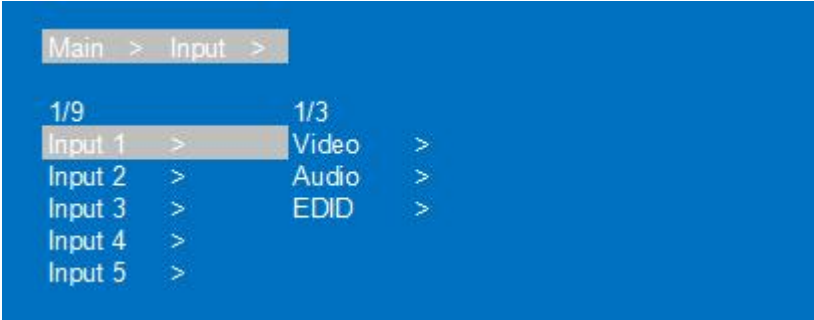 Main > Input >
1/9 1/3
Input 1 > Video >
Input 2 > Audio >
Input 3 > EDID >
Input 4 >
Input 5 >